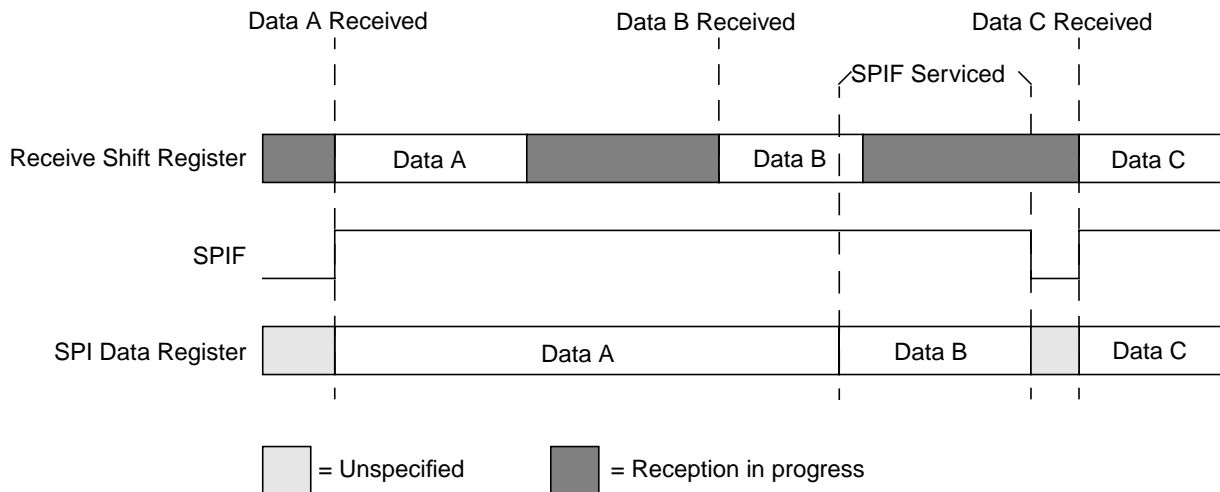 Data A Received
Data B Received
Data C Received
SPIF Serviced
Receive Shift Register
Data A
Data B
Data C
SPIF
SPI Data Register
Data A
Data B
Data C
= Unspecified
= Reception in progress